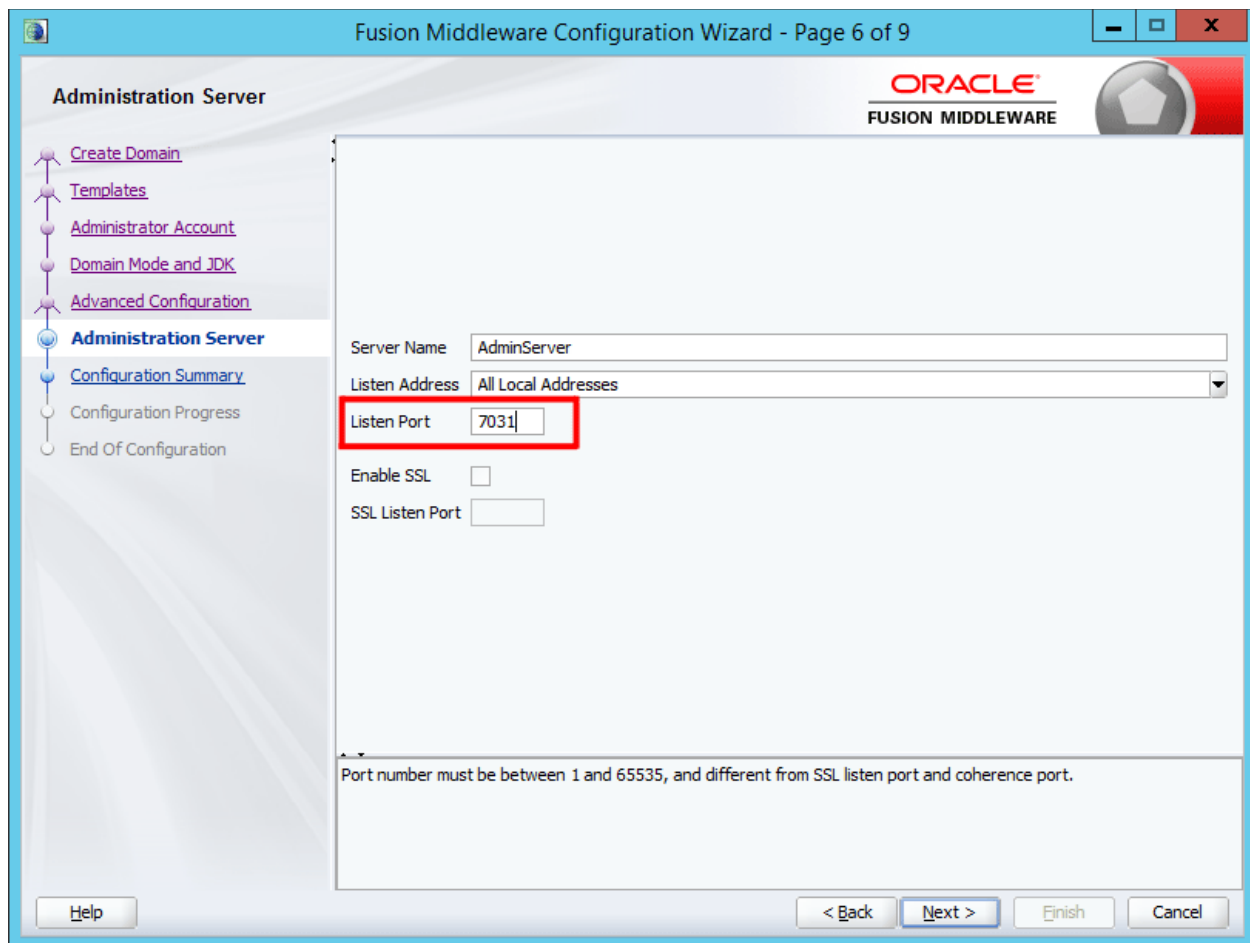 Fusion Middleware Configuration Wizard - Page 6 of 9
Administration Server
ORACLE
FUSION MIDDLEWARE
Create Domain
Templates
Administrator Account
Domain Mode and JDK
Advanced Configuration
Administration Server
Configuration Summary
Configuration Progress
End Of Configuration
Server Name AdminServer
Listen Address All Local Addresses
Listen Port 7031
Enable SSL
SSL Listen Port
Port number must be between 1 and 65535, and different from SSL listen port and coherence port.
Help < Back Next > Finish Cancel